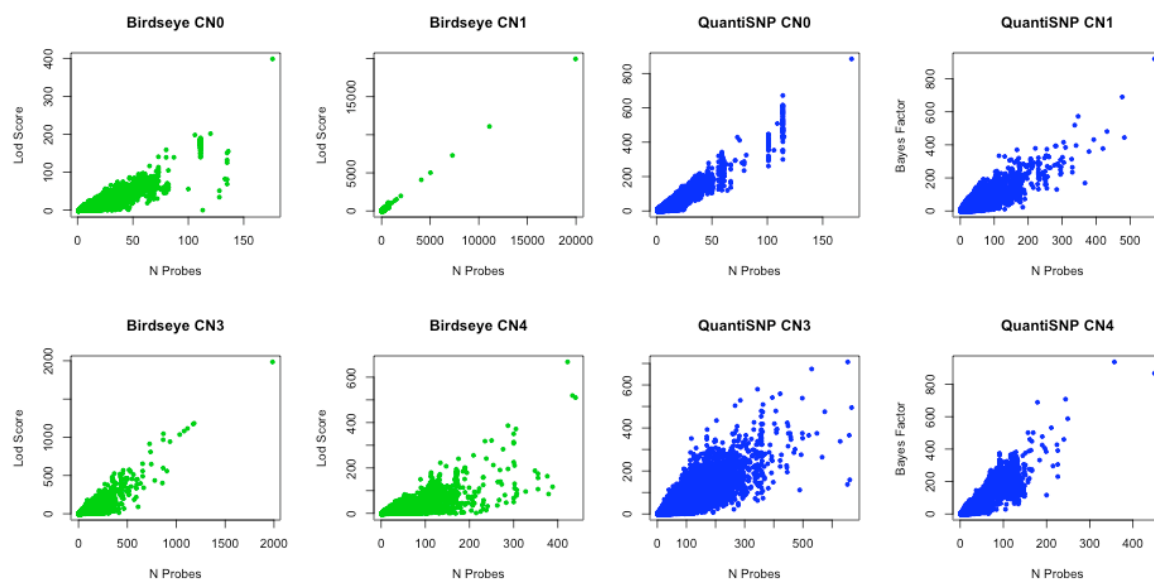 Birdseye CN0
Lod Score
0 100 200 300 400
0 50 100 150
N Probes
Birdseye CN1
Lod Score
0 5000 15000
0 5000 10000 15000 20000
N Probes
QuantiSNP CN0
Lod Score
0 200 400 600 800
0 50 100 150
N Probes
QuantiSNP CN1
Bayes Factor
0 200 400 600 800
0 100 200 300 400 500
N Probes
Birdseye CN3
Lod Score
0 500 1000 2000
0 500 1000 1500 2000
N Probes
Birdseye CN4
Lod Score
0 200 400 600
0 100 200 300 400
N Probes
QuantiSNP CN3
Lod Score
0 200 400 600
0 100 300 500
N Probes
QuantiSNP CN4
Bayes Factor
0 200 400 600 800
0 100 200 300 400
N Probes